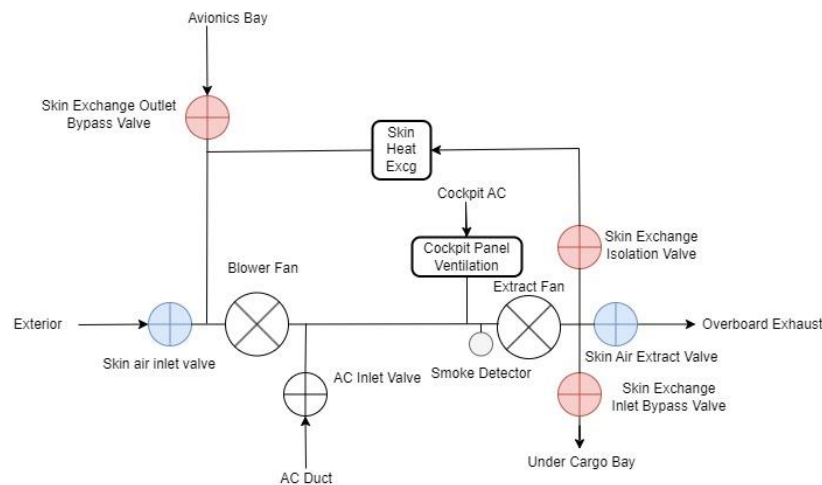 Avionics Bay
Skin Exchange Outlet
Bypass Valve
Skin
Heat
Excg
Cockpit AC
Cockpit Panel
Ventilation
Skin Exchange
Isolation Valve
Blower Fan
Extract Fan
Exterior
Overboard Exhaust
Skin air inlet valve
AC Inlet Valve
Smoke Detector
Skin Air Extract Valve
Skin Exchange
Inlet Bypass Valve
AC Duct
Under Cargo Bay